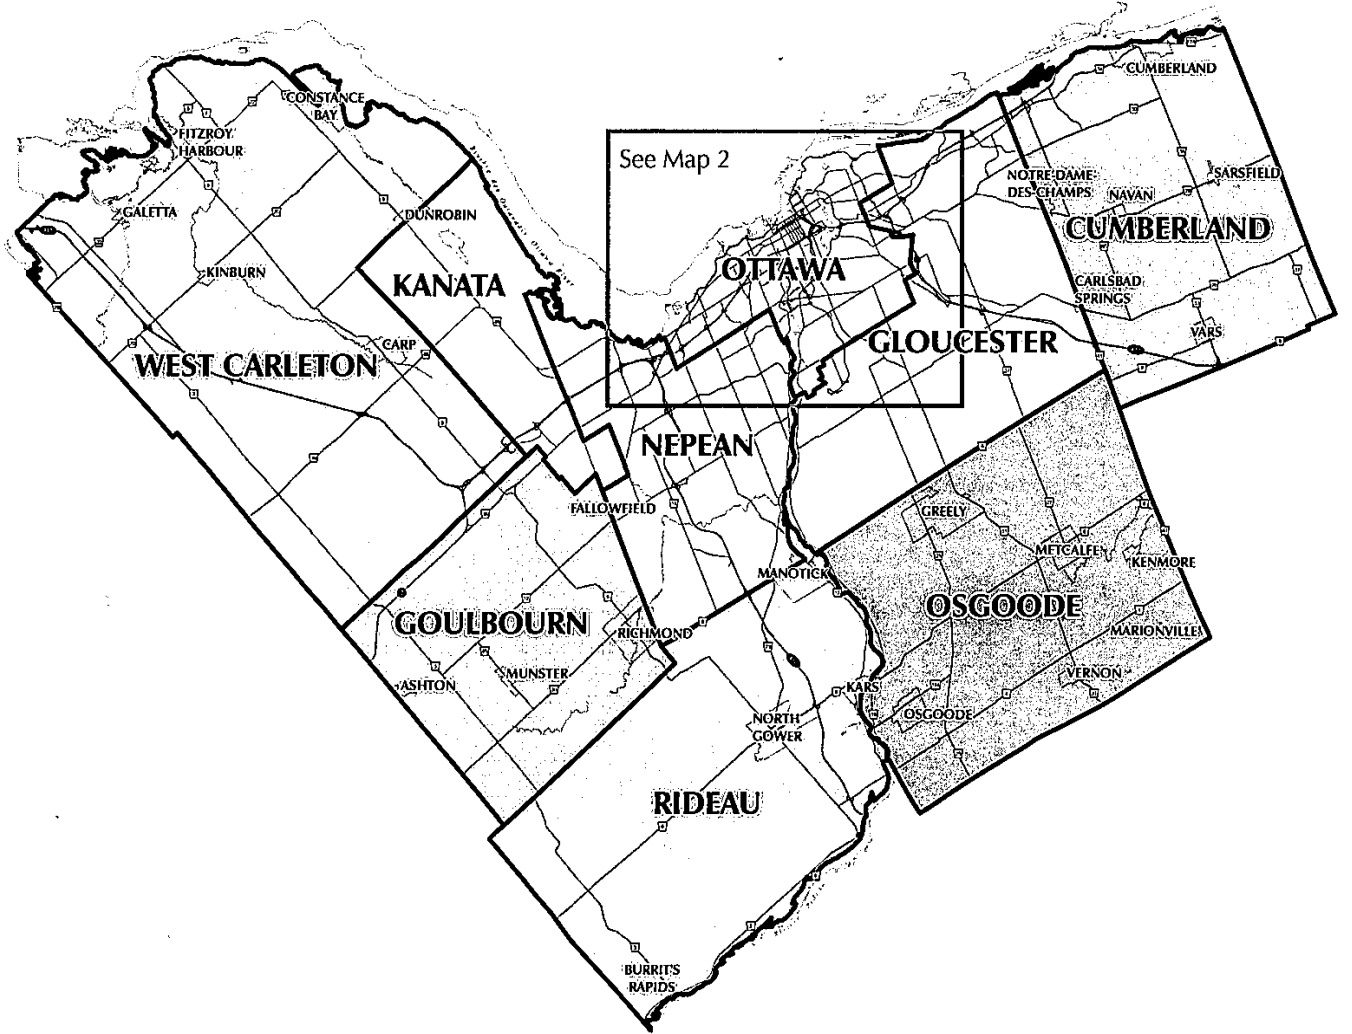 CUMBERLAND
CONSTANCE
BAY
FITZROY
HARBOUR
See Map 2
NOTRE-DAME-
DES-CHAMPS
SARSFIELD
NAVAN
GALETTA
DUNROBIN
CUMBERLAND
OTTAWA
KINBURN
KANATA
CARLSBAD
SPRINGS
VARS
CARP
GLOUCESTER
WEST CARLETON
NEPEAN
FALLOWFIELD
GREELY
METCALFE
KENMORE
MANOTICK
OSGOODE
GOULBOURN
RICHMOND
MARIONVILLE
MUNSTER
VERNON
ASHTON
KARS
OSGOODE
NORTH
GOWER
RIDEAU
BURRIT'S
RAPIDS